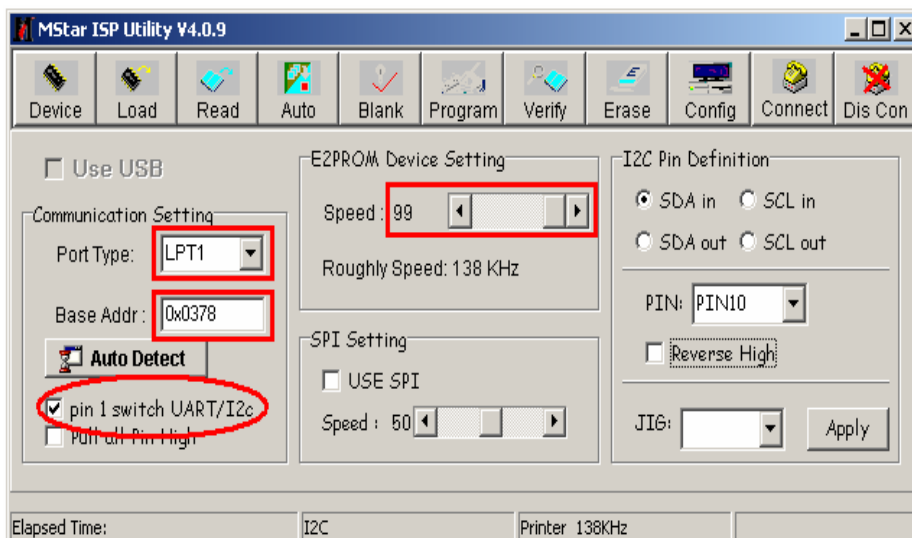 MStar ISP Utility V4.0.9
Device Load Read Auto Blank Program Verify Erase Config Connect Dis Con
Use USB
Communication Setting
Port Type: LPT1
Base Addr : 0x0378
Auto Detect
pin 1 switch UART/I2c
Pull all Pin High
E2PROM Device Setting
Speed : 99
Roughly Speed: 138 KHz
SPI Setting
USE SPI
Speed : 50
I2C Pin Definition
SDA in SCL in
SDA out SCL out
PIN: PIN10
Reverse High
JIG: Apply
Elapsed Time: I2C Printer 138KHz